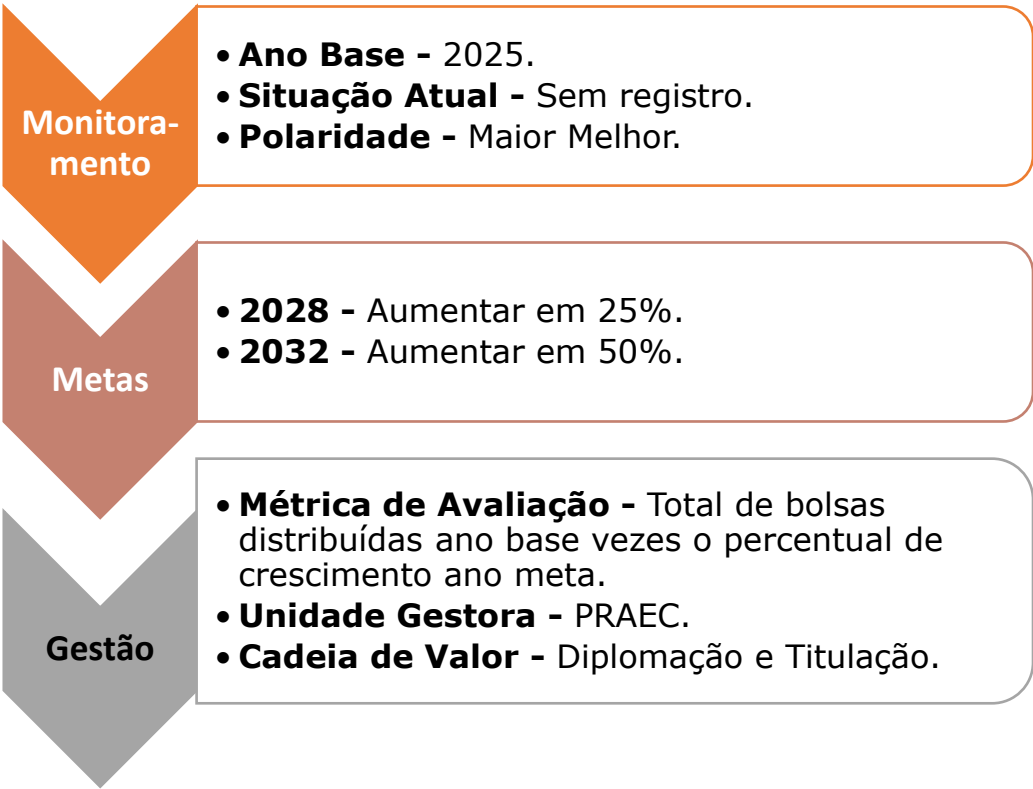 Monitora-
mento
• Ano Base - 2025.
• Situação Atual - Sem registro.
• Polaridade - Maior Melhor.
Metas
• 2028 - Aumentar em 25%.
• 2032 - Aumentar em 50%.
Gestão
• Métrica de Avaliação - Total de bolsas
distribuídas ano base vezes o percentual de
crescimento ano meta.
• Unidade Gestora - PRAEC.
• Cadeia de Valor - Diplomação e Titulação.